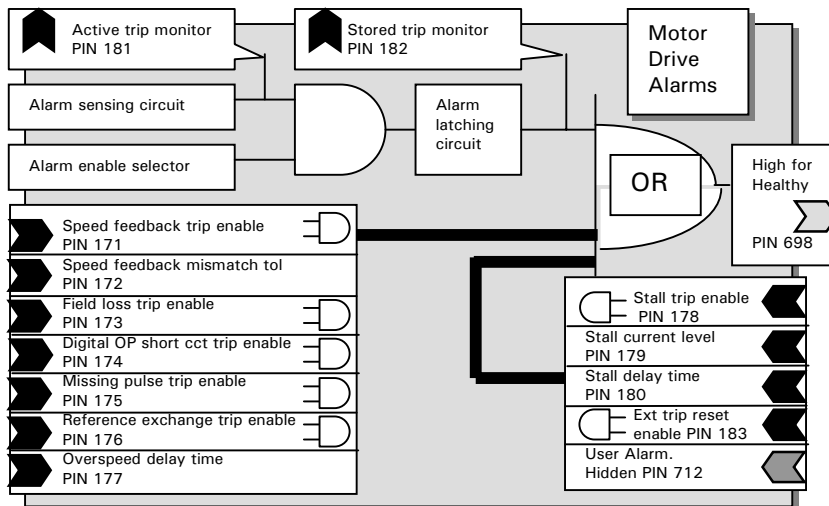 Active trip monitor
PIN 181
Stored trip monitor
PIN 182
Motor
Drive
Alarms
Alarm sensing circuit
Alarm enable selector
Alarm
latching
circuit
OR
High for
Healthy
PIN 698
Speed feedback trip enable
PIN 171
Speed feedback mismatch tol
PIN 172
Field loss trip enable
PIN 173
Digital OP short cct trip enable
PIN 174
Missing pulse trip enable
PIN 175
Reference exchange trip enable
PIN 176
Overspeed delay time
PIN 177
Stall trip enable
PIN 178
Stall current level
PIN 179
Stall delay time
PIN 180
Ext trip reset
enable PIN 183
User Alarm.
Hidden PIN 712